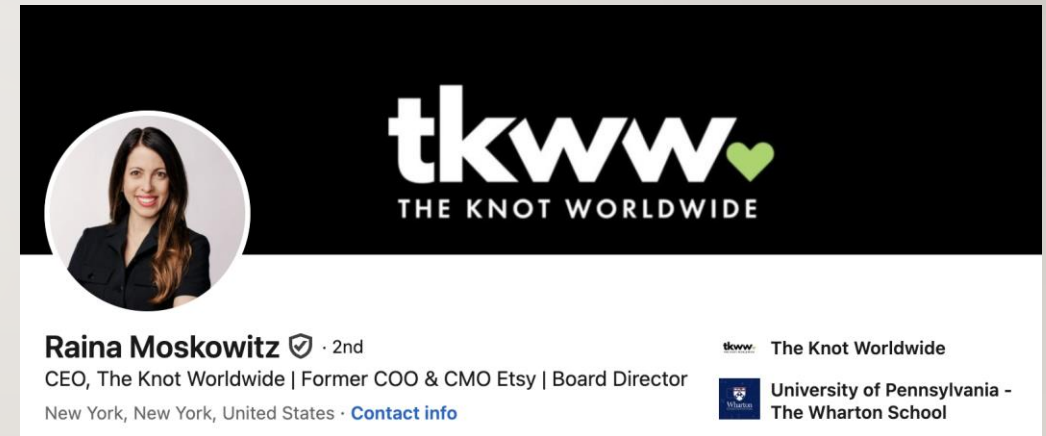 tkww
THE KNOT WORLDWIDE
Raina Moskowitz · 2nd
CEO, The Knot Worldwide | Former COO & CMO Etsy | Board Director
New York, New York, United States · Contact info
tkww
The Knot Worldwide
Wharton
University of Pennsylvania -
The Wharton School